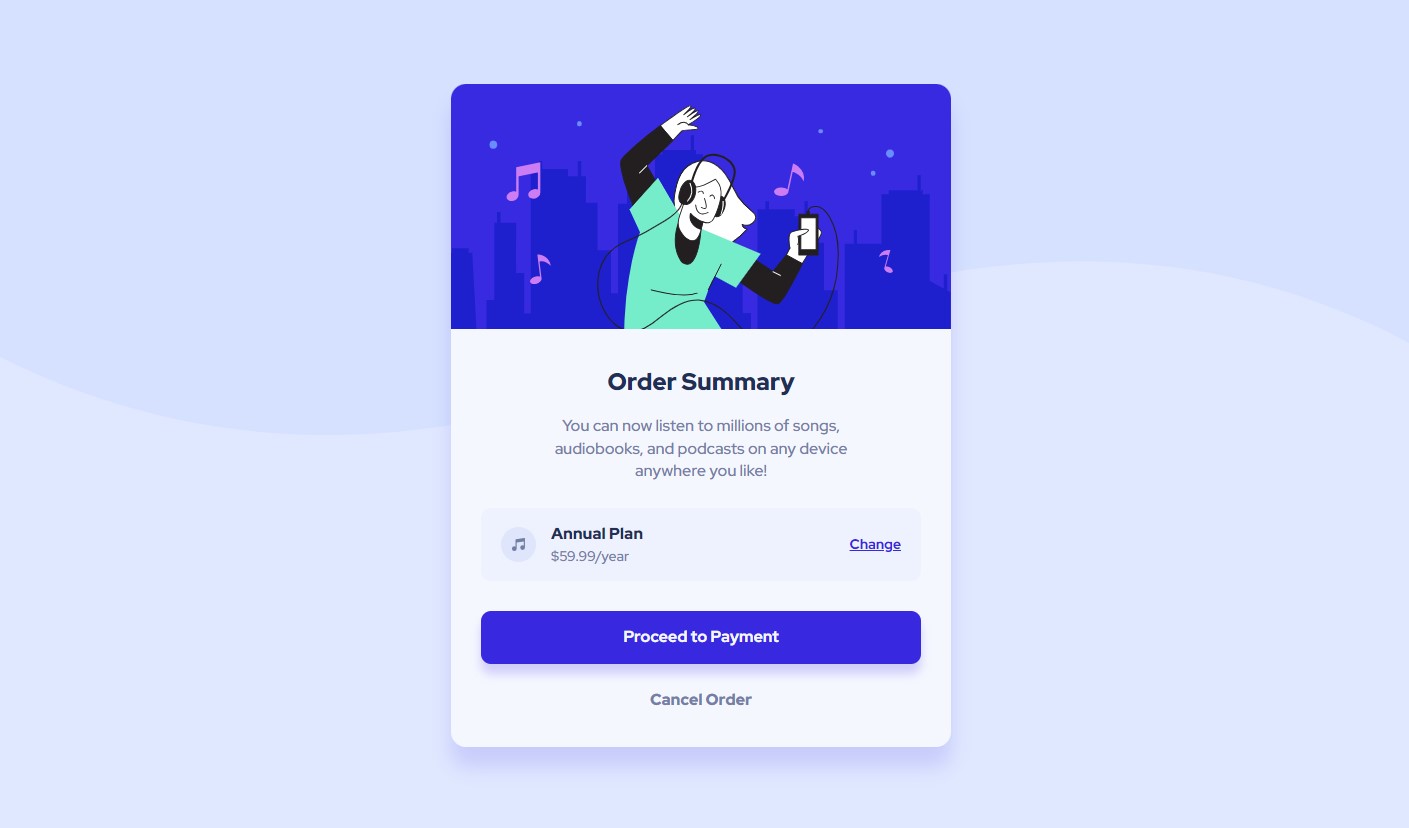 Order Summary
You can now listen to millions of songs,
audiobooks, and podcasts on any device
anywhere you like!
Annual Plan
$59.99/year
Change
Proceed to Payment
Cancel Order